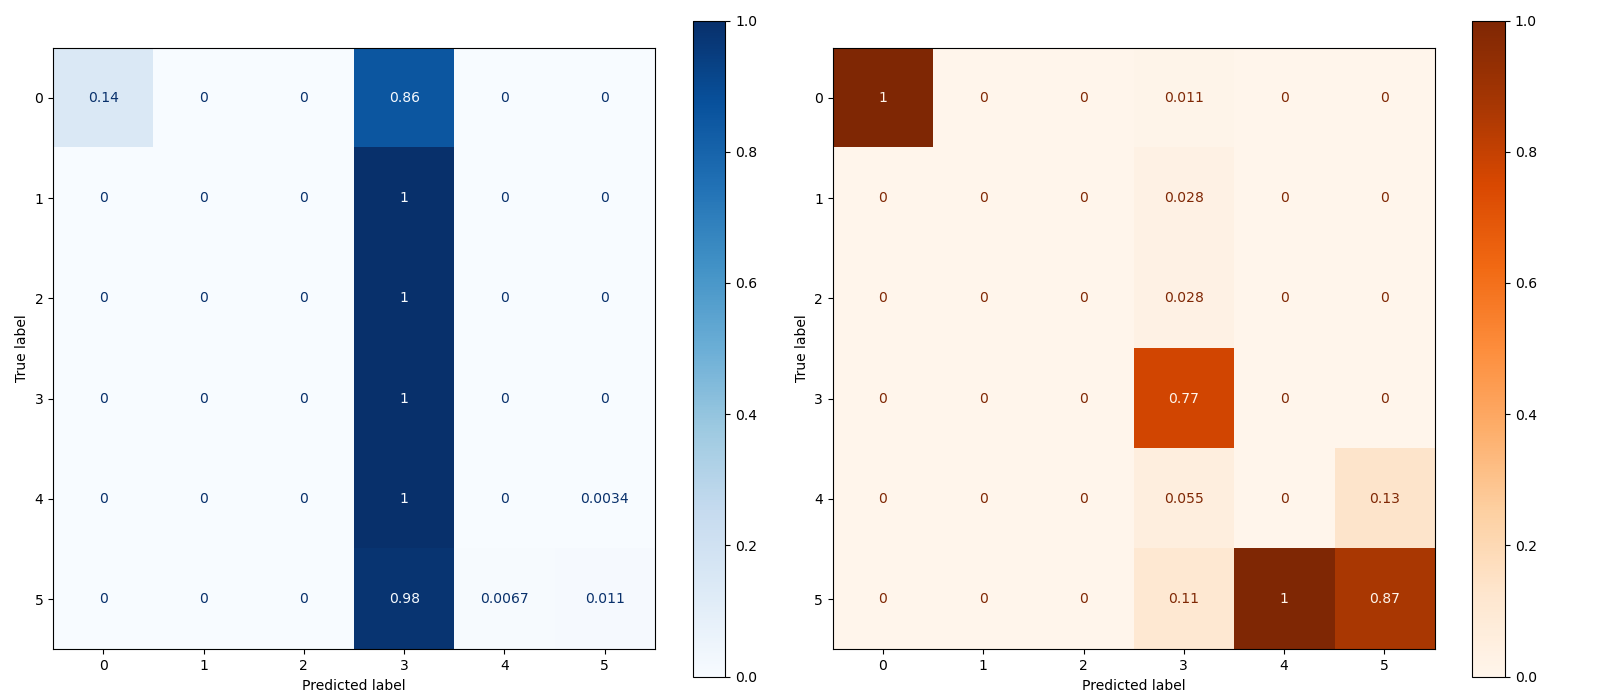 0 0.14 0 0 0.86 0 0
1 0 0 0 1 0 0
2 0 0 0 1 0 0
3 0 0 0 1 0 0
4 0 0 0 1 0 0.0034
5 0 0 0 0.98 0.0067 0.011
0 1 2 3 4 5
True label
Predicted label
1.0
0.8
0.6
0.4
0.2
0.0
0 1 0 0 0.011 0 0
1 0 0 0 0.028 0 0
2 0 0 0 0.028 0 0
3 0 0 0 0.77 0 0
4 0 0 0 0.055 0 0.13
5 0 0 0 0.11 1 0.87
0 1 2 3 4 5
True label
Predicted label
1.0
0.8
0.6
0.4
0.2
0.0